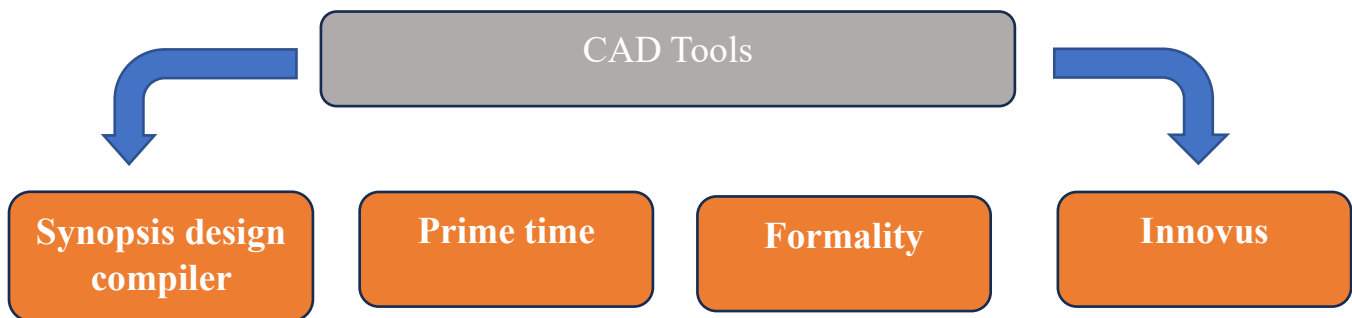 CAD Tools
Synopsis design
compiler
Prime time
Formality
Innovus